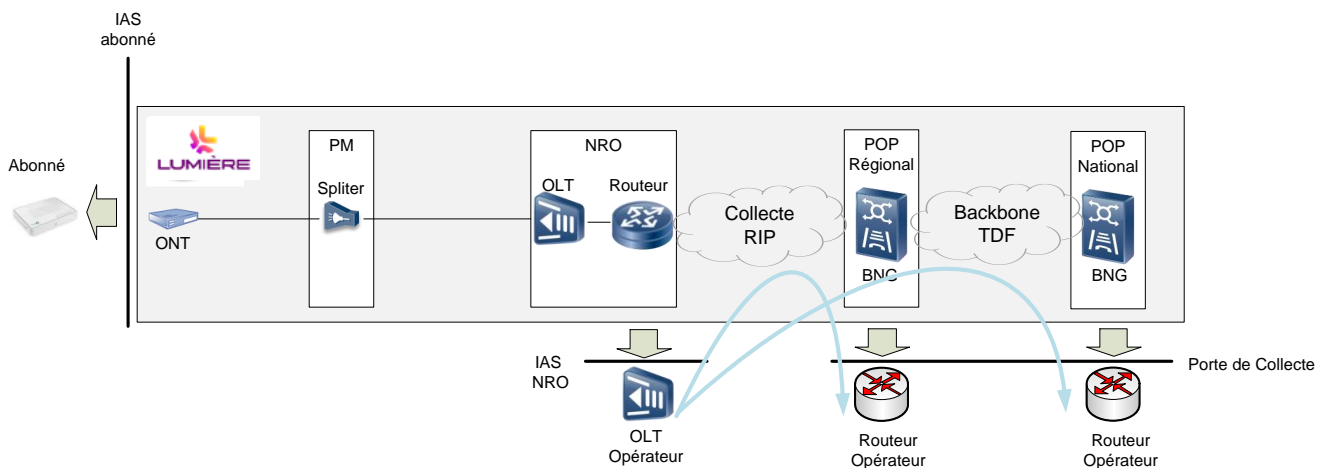 IAS
abonné
LUMIÈRE
PM
NRO
POP
Régional
POP
National
Abonné
Spliter
OLT
Routeur
Collecte
RIP
Backbone
TDF
ONT
BNG
BNG
IAS
NRO
Porte de Collecte
OLT
Opérateur
Routeur
Opérateur
Routeur
Opérateur